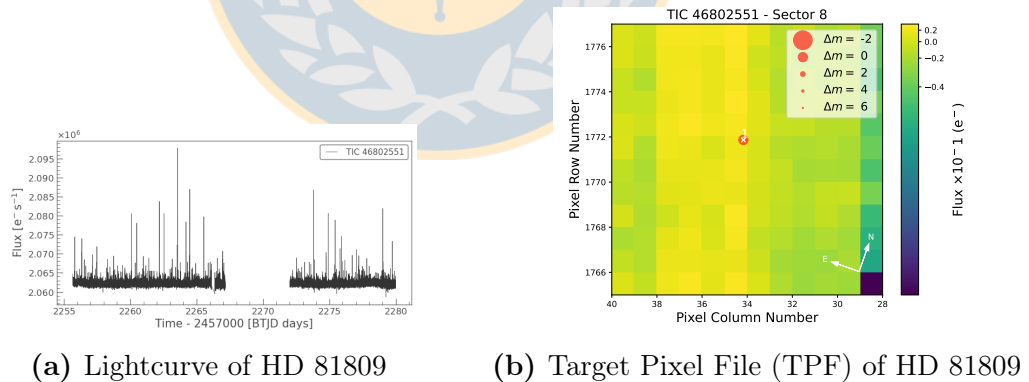 TIC 46802551 - Sector 8
Δm = -2
Δm = 0
Δm = 2
Δm = 4
Δm = 6
1776
1774
1772
1770
1768
1766
Pixel Row Number
1
N
E
40 38 36 34 32 30 28
Pixel Column Number
0.2
0.0
−0.2
−0.4
Flux ×10−1 (e−)
×10⁶
TIC 46802551
2.095
2.090
2.085
2.080
2.075
2.070
2.065
2.060
Flux [e⁻ s⁻¹]
2255 2260 2265 2270 2275 2280
Time - 2457000 [BTJD days]
(a) Lightcurve of HD 81809
(b) Target Pixel File (TPF) of HD 81809